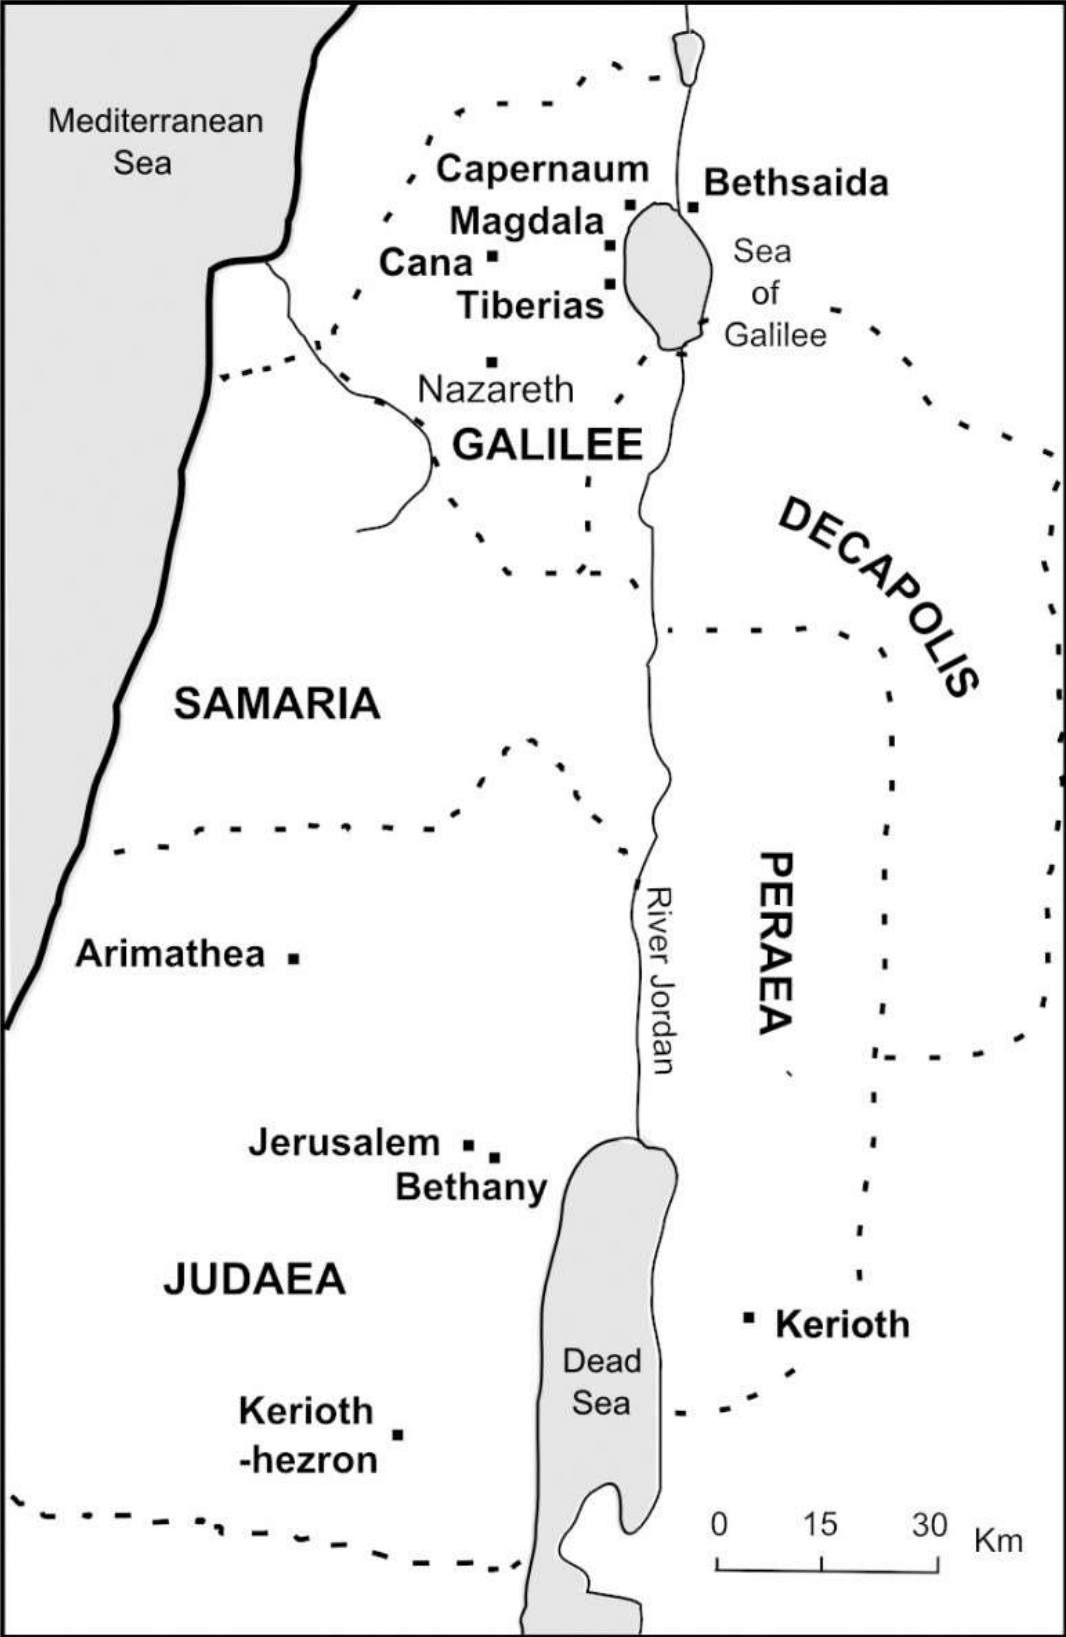 Mediterranean
Sea
Capernaum
Bethsaida
Magdala
Cana
Tiberias
Sea
of
Galilee
Nazareth
GALILEE
DECAPOLIS
SAMARIA
PERAEA
River Jordan
Arimathea
Jerusalem
Bethany
JUDAEA
Kerioth
Dead
Sea
Kerioth
-hezron
0 15 30 Km